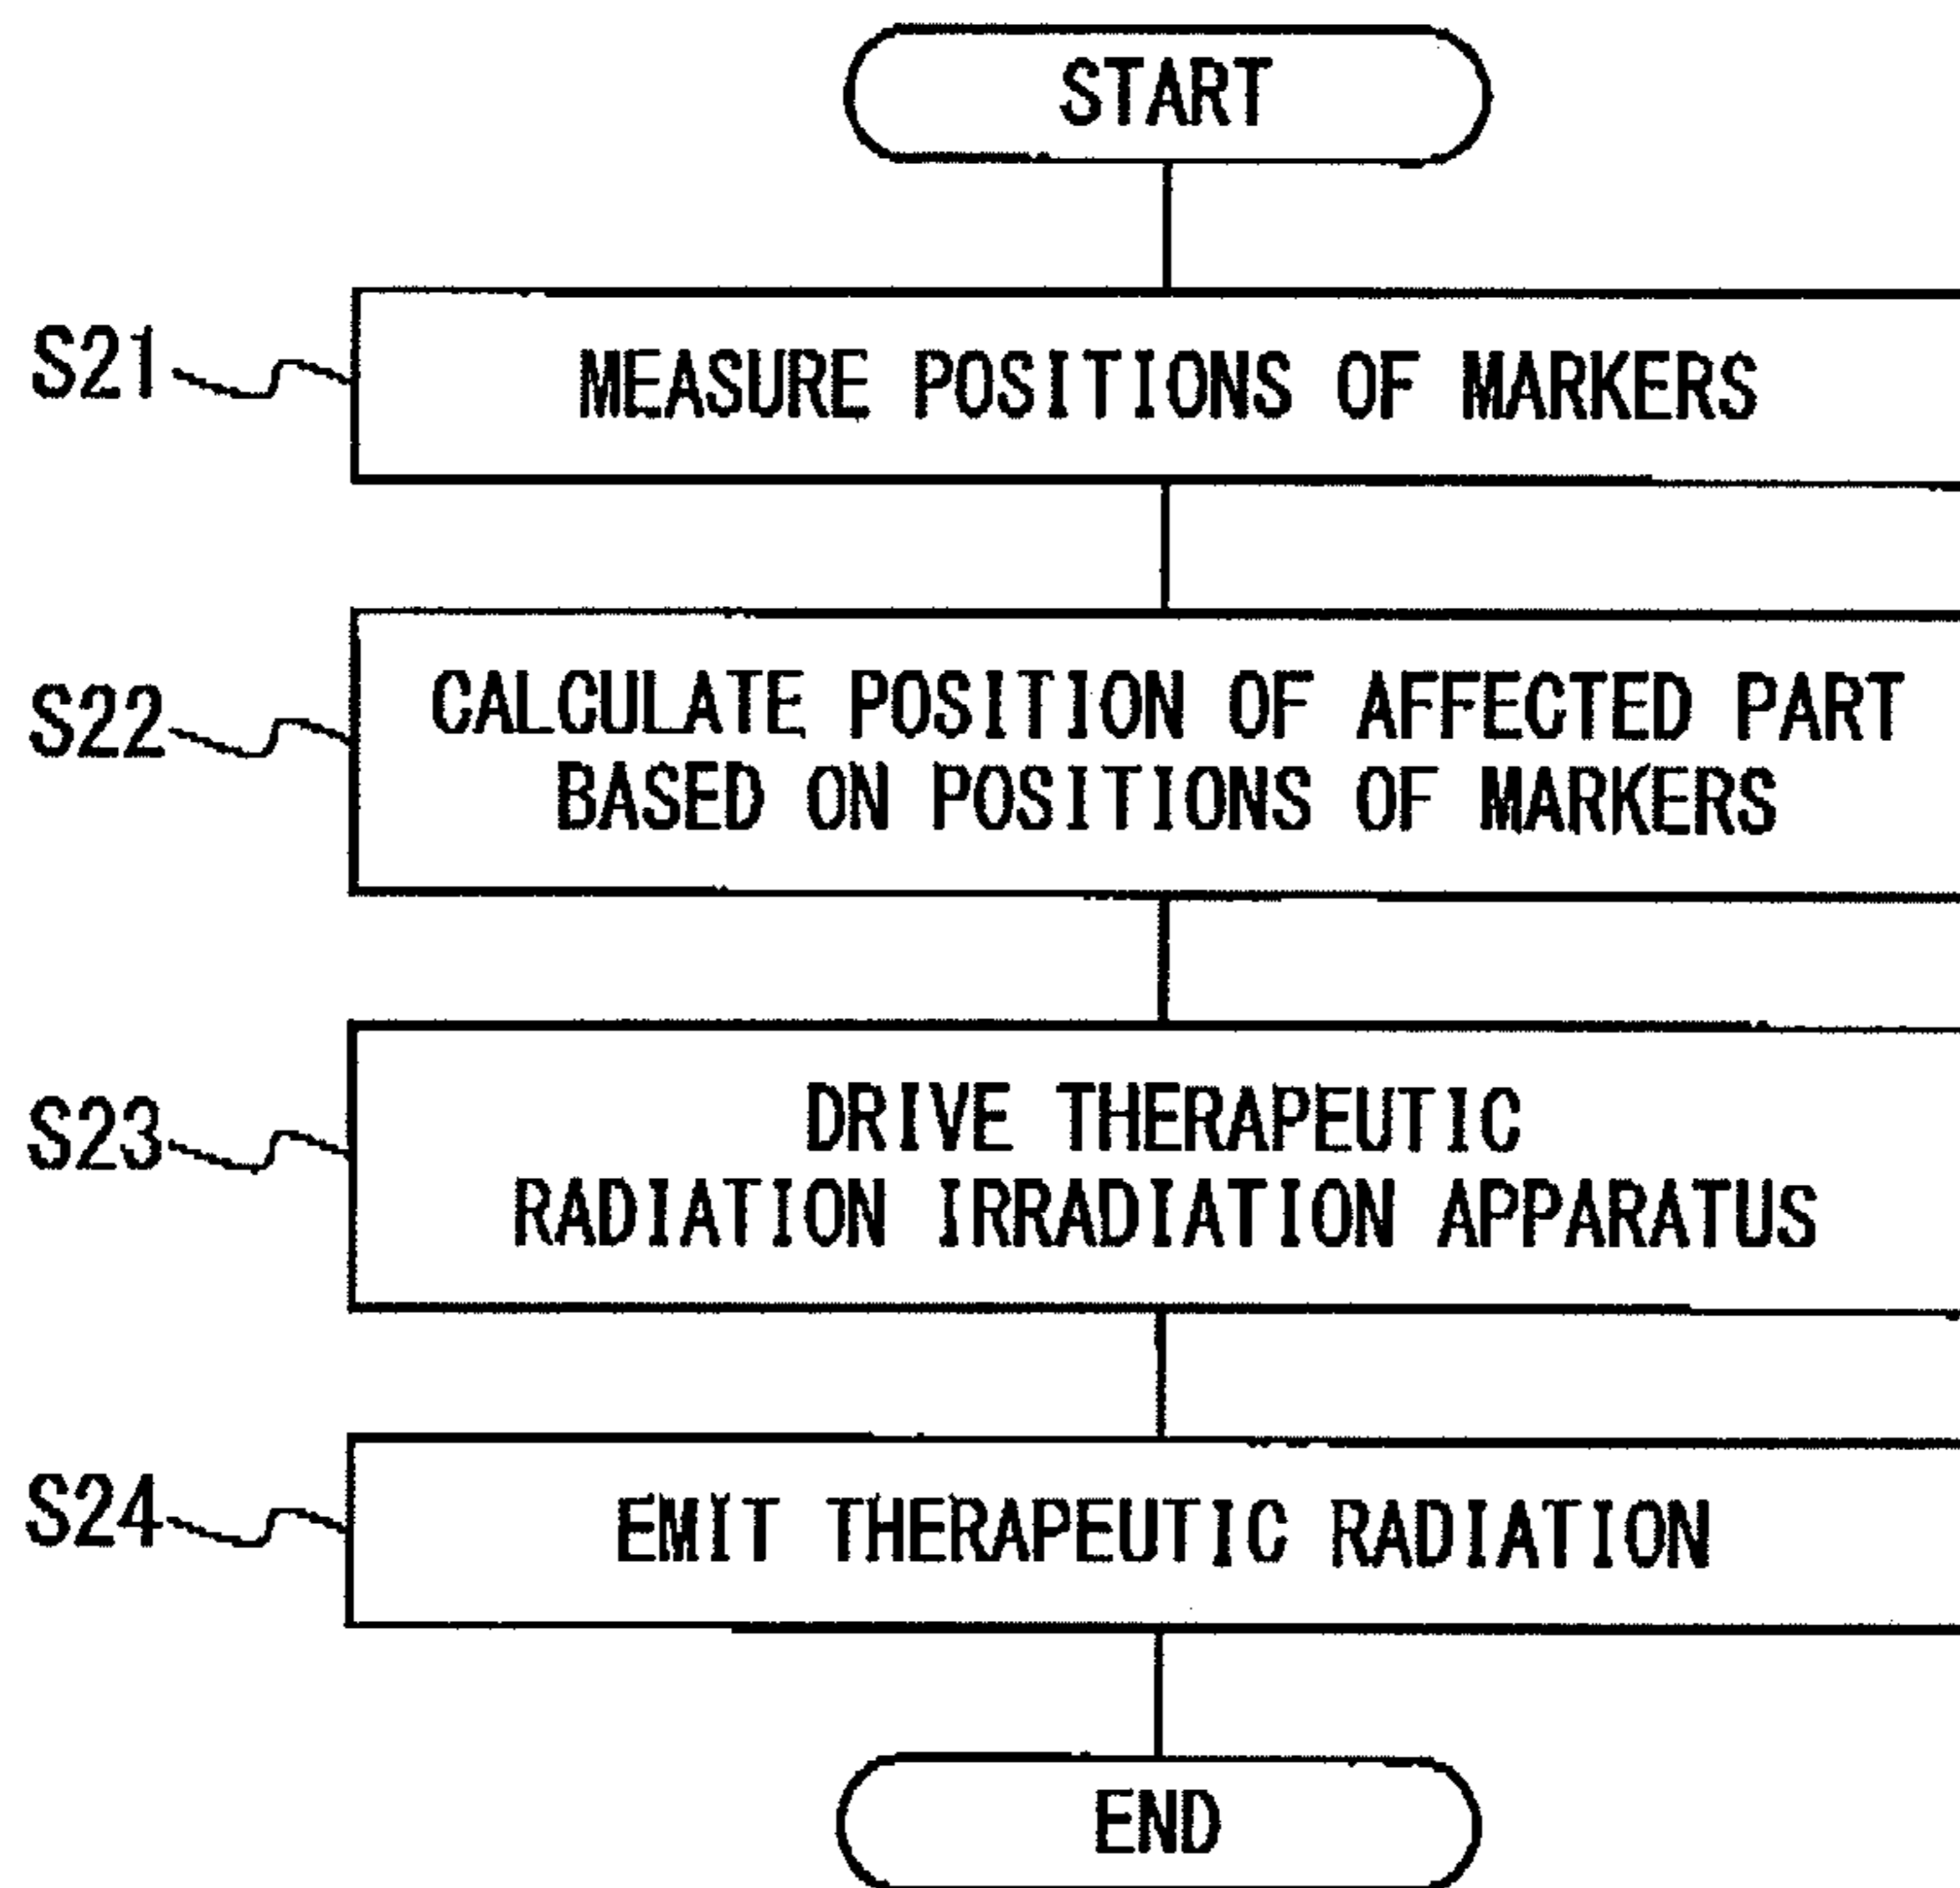 START
S21
MEASURE POSITIONS OF MARKERS
S22
CALCULATE POSITION OF AFFECTED PART
BASED ON POSITIONS OF MARKERS
S23
DRIVE THERAPEUTIC
RADIATION IRRADIATION APPARATUS
S24
EMIT THERAPEUTIC RADIATION
END